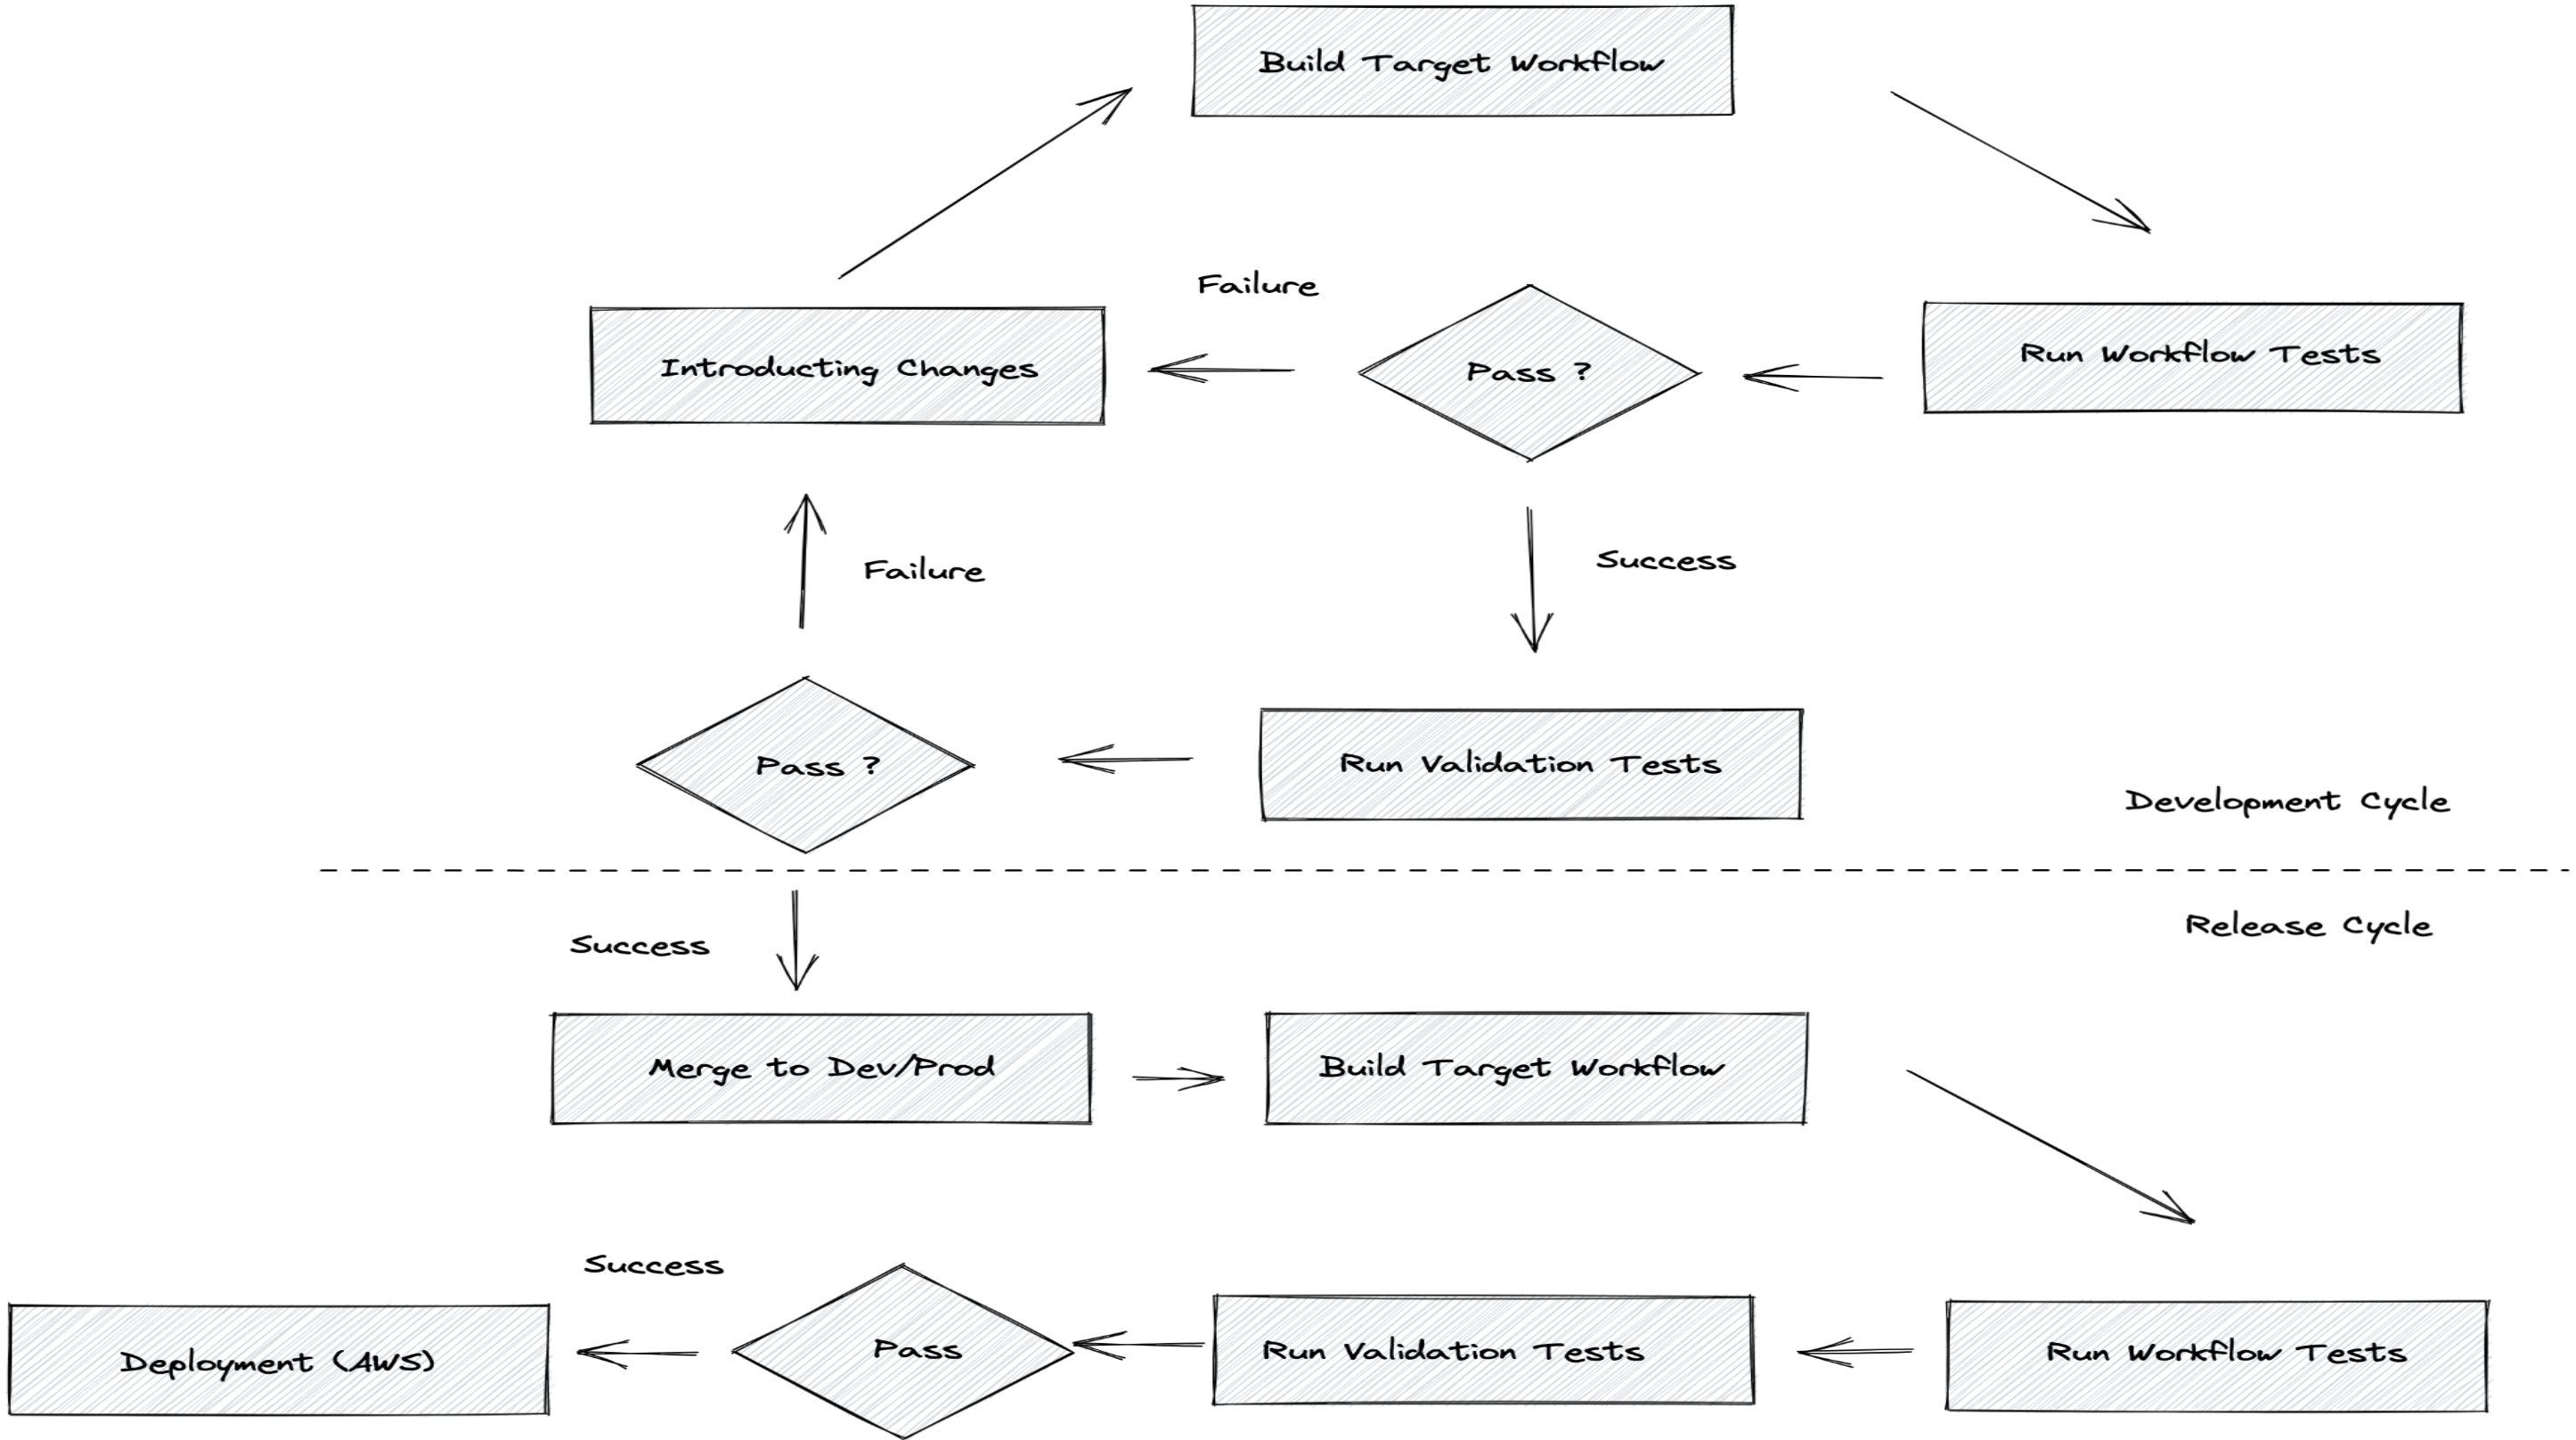 Build Target Workflow
Failure
Introducting Changes
Pass ?
Run Workflow Tests
Failure
Success
Pass ?
Run Validation Tests
Development Cycle
Release Cycle
Success
Merge to Dev/Prod
Build Target Workflow
Success
Deployment (AWS)
Pass
Run Validation Tests
Run Workflow Tests